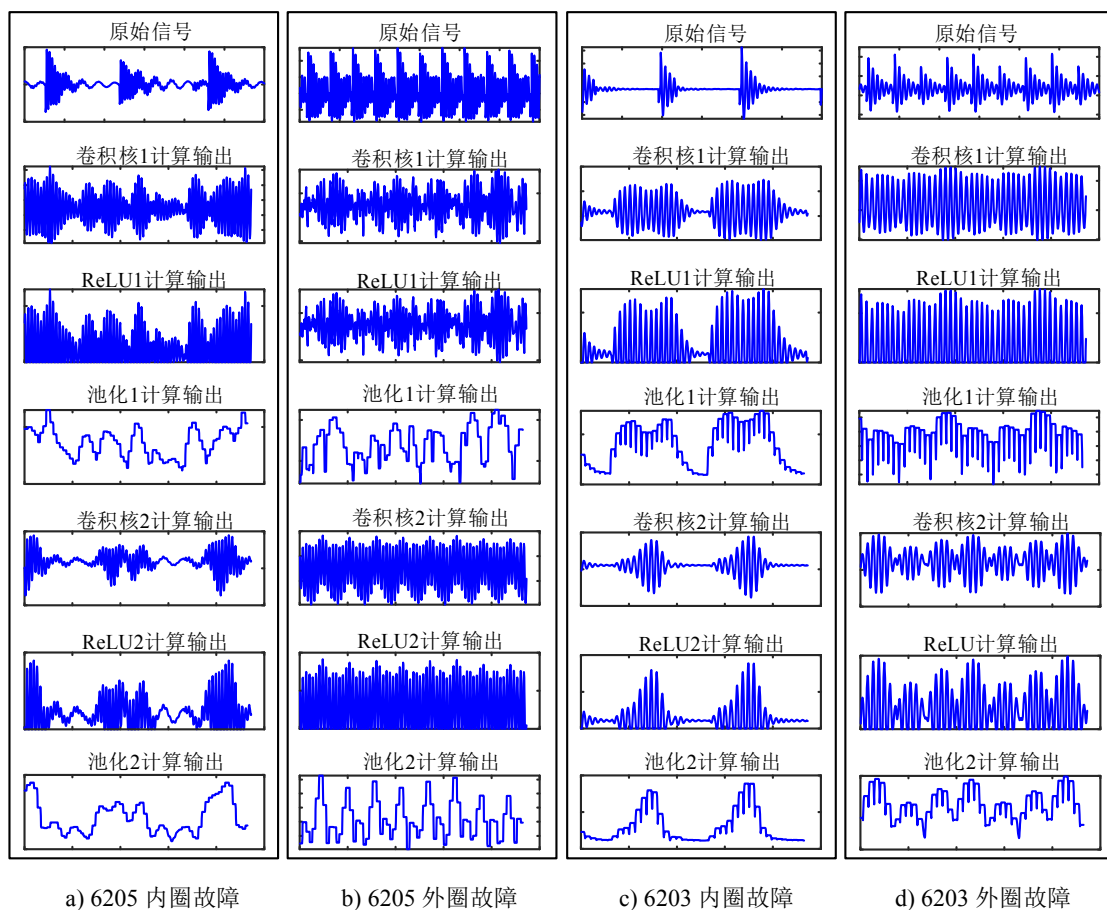 原始信号
卷积核1计算输出
ReLU1计算输出
池化1计算输出
卷积核2计算输出
ReLU2计算输出
池化2计算输出
a) 6205 内圈故障
原始信号
卷积核1计算输出
ReLU1计算输出
池化1计算输出
卷积核2计算输出
ReLU2计算输出
池化2计算输出
b) 6205 外圈故障
原始信号
卷积核1计算输出
ReLU1计算输出
池化1计算输出
卷积核2计算输出
ReLU2计算输出
池化2计算输出
c) 6203 内圈故障
原始信号
卷积核1计算输出
ReLU1计算输出
池化1计算输出
卷积核2计算输出
ReLU计算输出
池化2计算输出
d) 6203 外圈故障